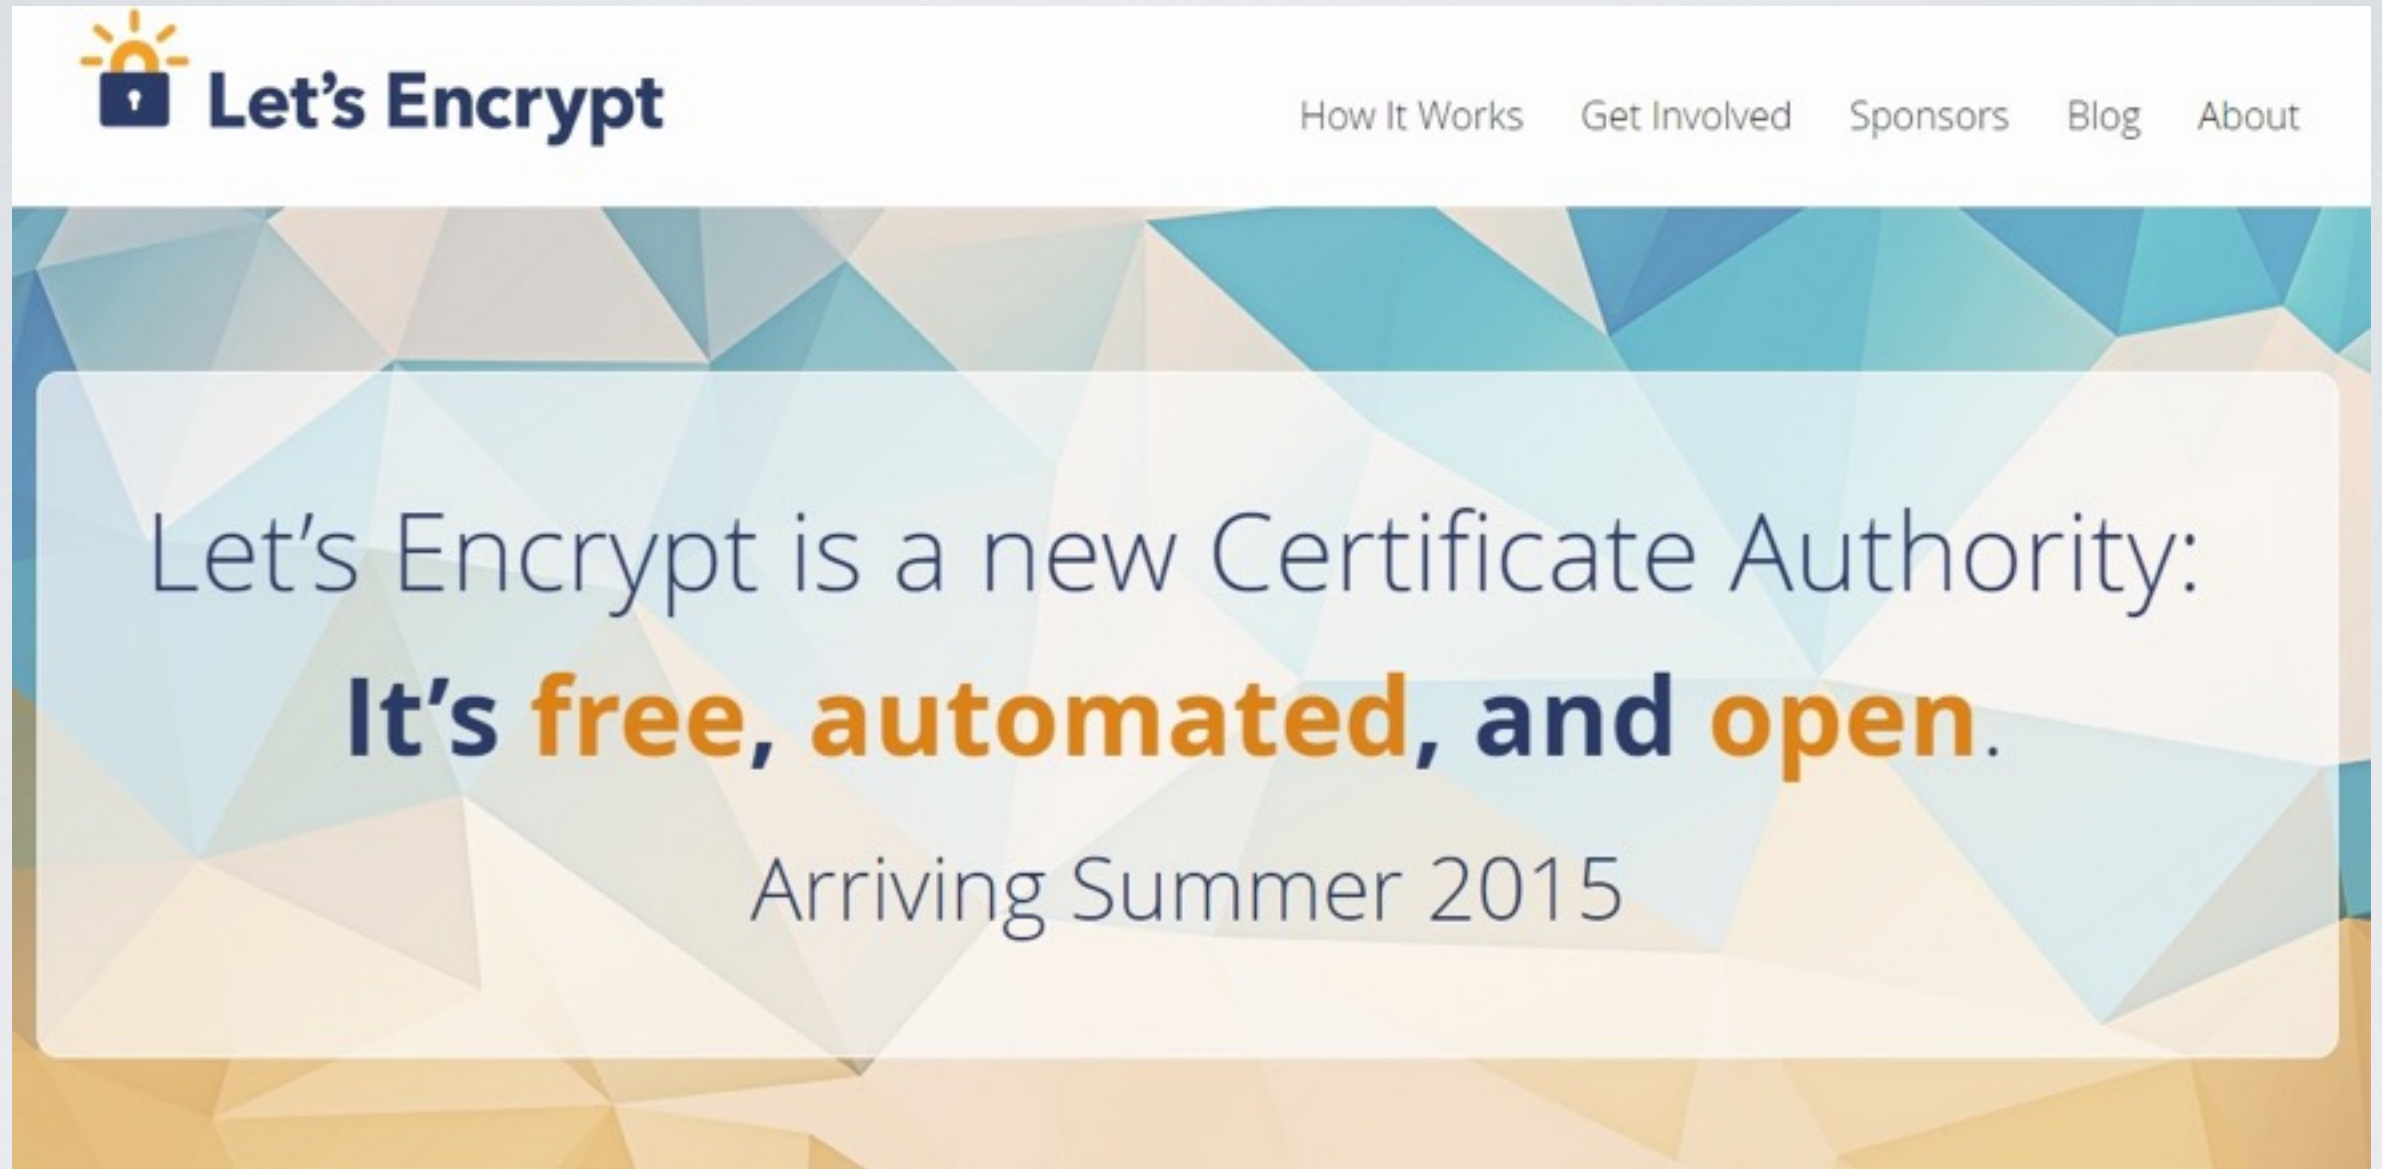 Let's Encrypt
How It Works Get Involved Sponsors Blog About
Let's Encrypt is a new Certificate Authority:
It's free, automated, and open.
Arriving Summer 2015